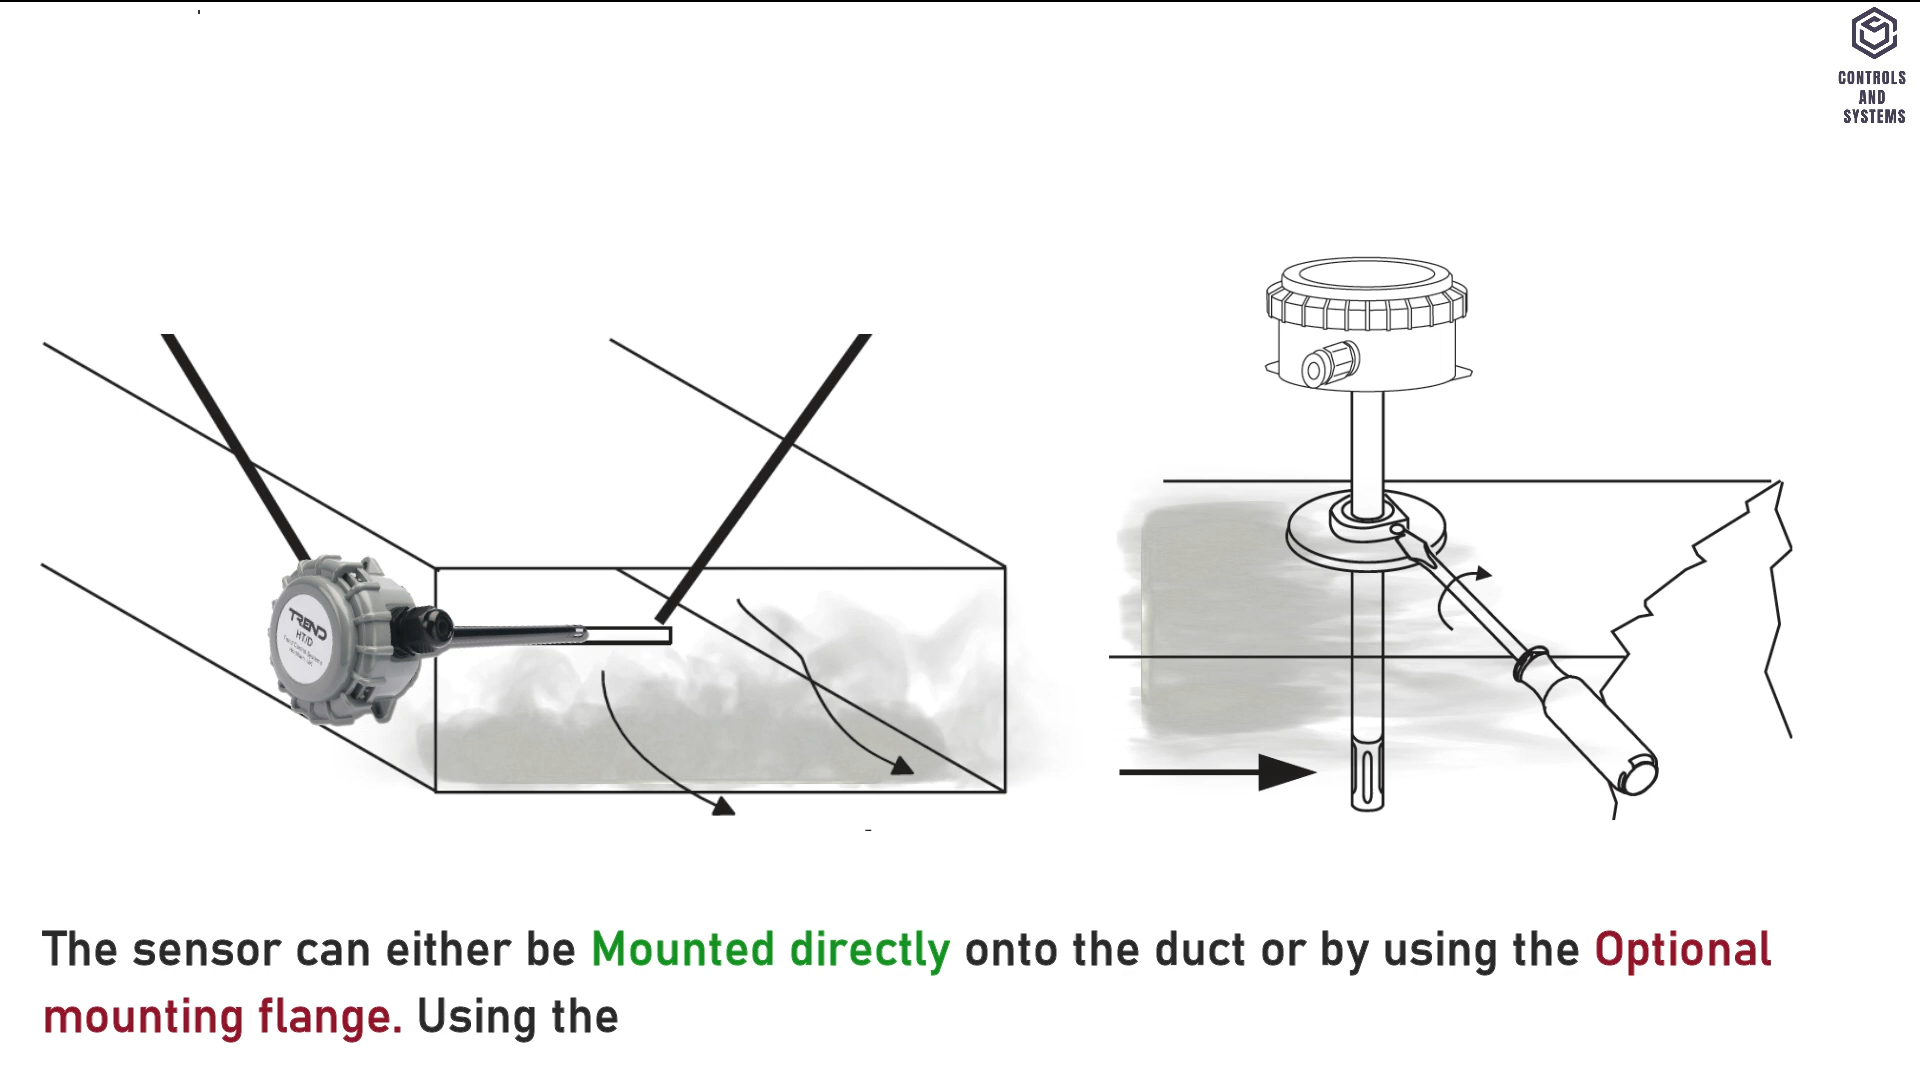 CONTROLS
AND
SYSTEMS
TREND
HT/D
The sensor can either be Mounted directly onto the duct or by using the Optional
mounting flange. Using the